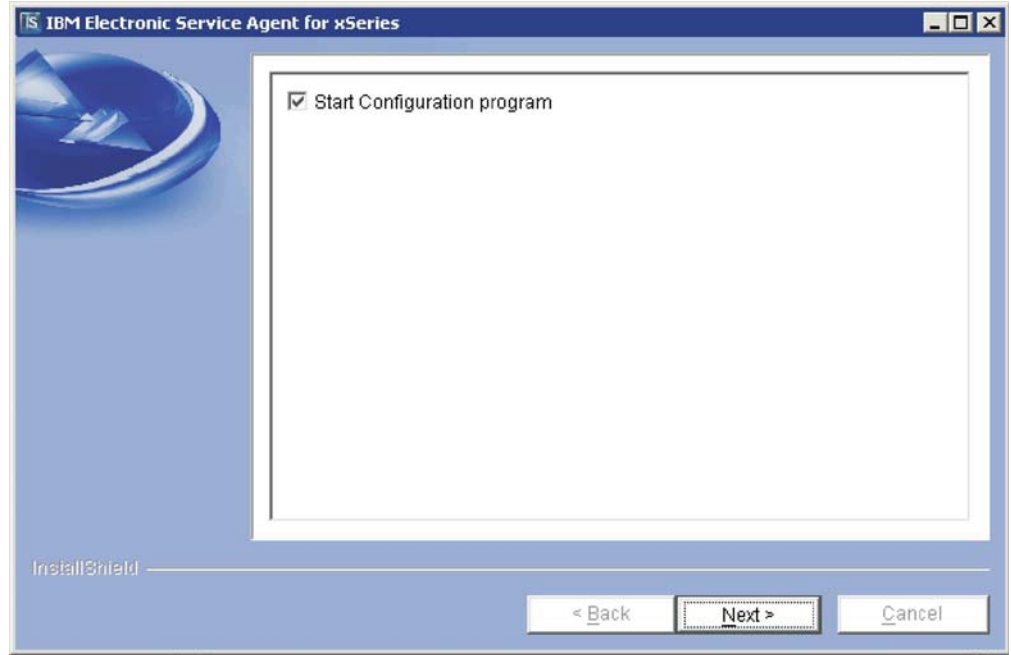 IBM Electronic Service Agent for xSeries
Start Configuration program
InstallShield
< Back
Next >
Cancel